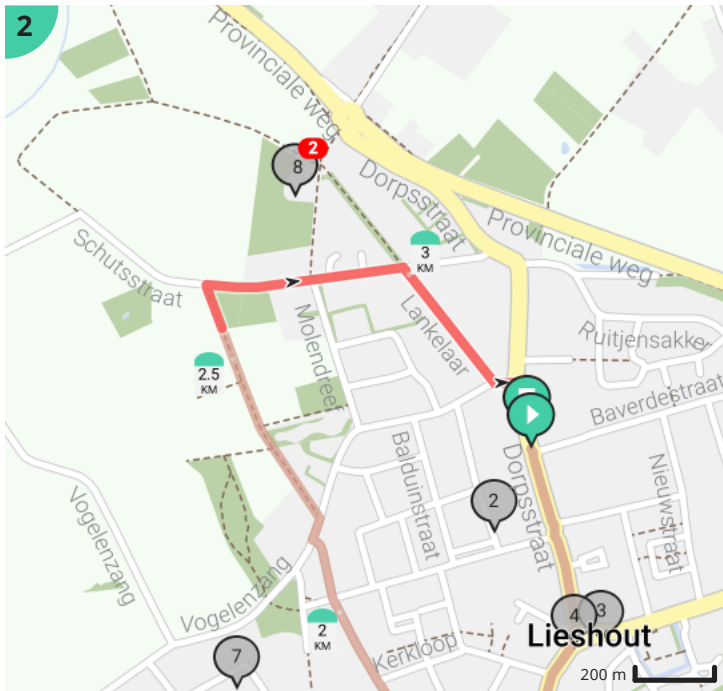 2
Provinciale weg
2
8
Dorpsstraat
Provinciale weg
Schutsstraat
3
KM
Molendreef
Lankelaar
Ruitjensakker
2.5
KM
Baverdestraat
Balduinstraat
Dorpsstraat
Nieuwstraat
2
Vogelenzang
Vogelenzang
2
KM
4
3
Lieshout
Kerkloop
7
200 m